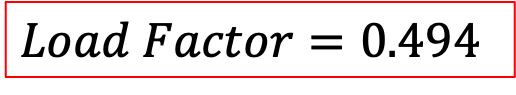 Load Factor = 0.494